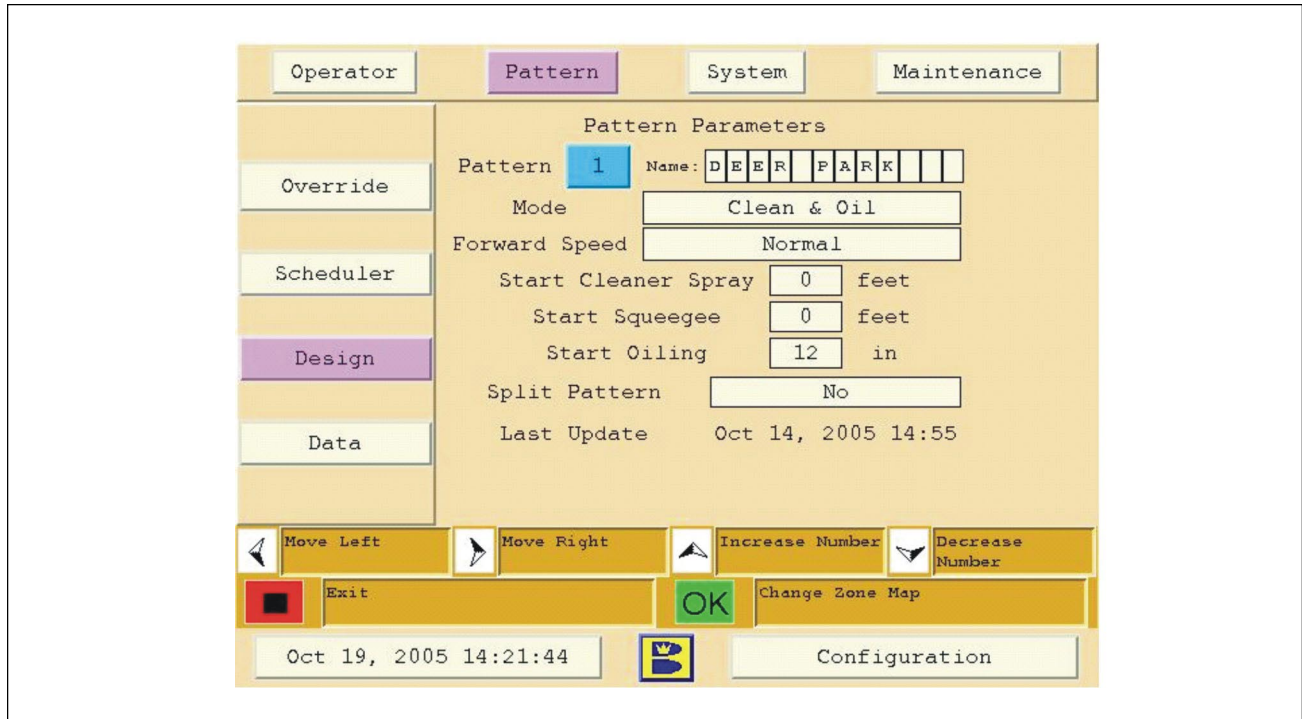 Operator Pattern System Maintenance
Pattern Parameters
Pattern 1 Name: DEER PARK
Override
Mode Clean & Oil
Forward Speed Normal
Scheduler
Start Cleaner Spray 0 feet
Start Squeegee 0 feet
Design
Start Oiling 12 in
Split Pattern No
Data
Last Update Oct 14, 2005 14:55
Move Left Move Right Increase Number Decrease
Number
Exit OK Change Zone Map
Oct 19, 2005 14:21:44 Configuration